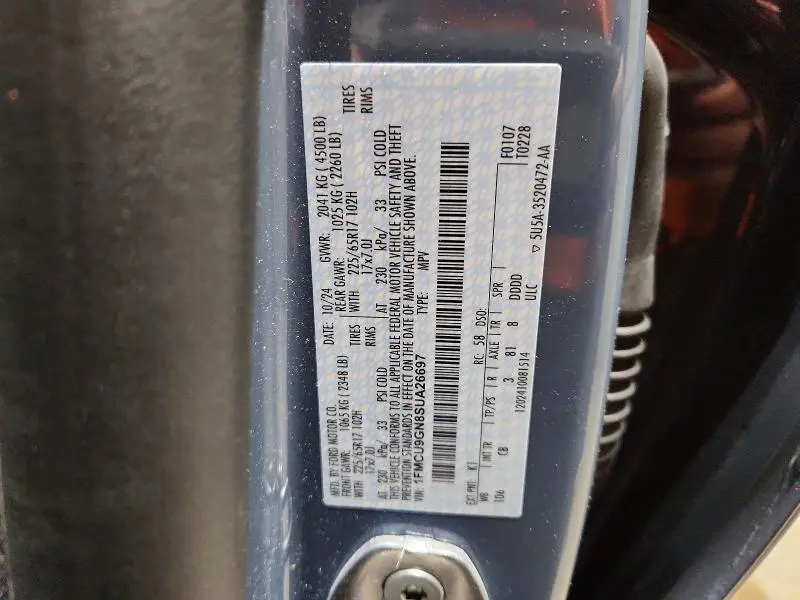 MFD. BY FORD MOTOR CO.
DATE: 10/24 GVWR: 2041 KG ( 4500 LB)
FRONT GAWR: 1065 KG ( 2348 LB) REAR GAWR: 1025 KG ( 2260 LB)
WITH 225/65R17 102H TIRES WITH 225/65R17 102H TIRES
17x7.0J RIMS 17x7.0J RIMS
AT 230 kPa/ 33 PSI COLD AT 230 kPa/ 33 PSI COLD
THIS VEHICLE CONFORMS TO ALL APPLICABLE FEDERAL MOTOR VEHICLE SAFETY AND THEFT
PREVENTION STANDARDS IN EFFECT ON THE DATE OF MANUFACTURE SHOWN ABOVE.
VIN: 1FMCU9GN8SUA26697 TYPE: MPV
F0107
T0228
EXT PNT: K1 RC: 58 DSO:
WB INT TR TP/PS R AXLE TR SPR
106 CB 3 81 8 DDDD
1202410081514 ULC
5U5A-3520472-AA